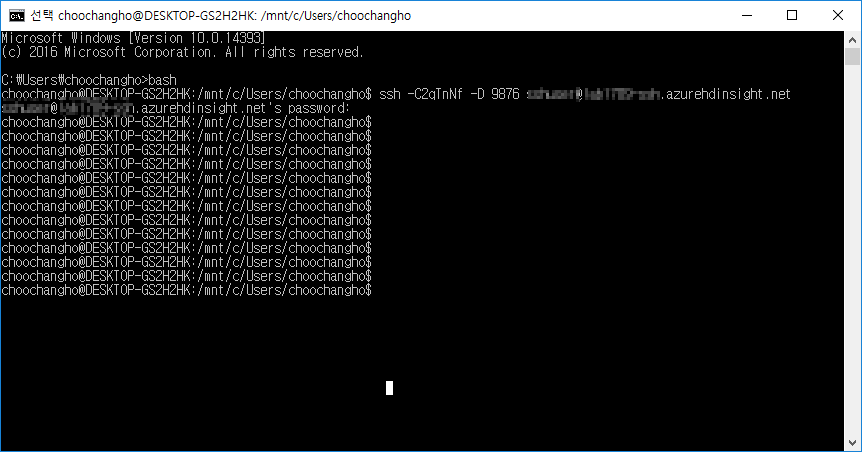 선택 choochangho@DESKTOP-GS2H2HK: /mnt/c/Users/choochangho
Microsoft Windows [Version 10.0.14393]
(c) 2016 Microsoft Corporation. All rights reserved.
C:₩Users₩choochangho>bash
choochangho@DESKTOP-GS2H2HK:/mnt/c/Users/choochangho$ ssh -C2qTnNf -D 9876 @.azurehdinsight.net
@.azurehdinsight.net's password:
choochangho@DESKTOP-GS2H2HK:/mnt/c/Users/choochangho$
choochangho@DESKTOP-GS2H2HK:/mnt/c/Users/choochangho$
choochangho@DESKTOP-GS2H2HK:/mnt/c/Users/choochangho$
choochangho@DESKTOP-GS2H2HK:/mnt/c/Users/choochangho$
choochangho@DESKTOP-GS2H2HK:/mnt/c/Users/choochangho$
choochangho@DESKTOP-GS2H2HK:/mnt/c/Users/choochangho$
choochangho@DESKTOP-GS2H2HK:/mnt/c/Users/choochangho$
choochangho@DESKTOP-GS2H2HK:/mnt/c/Users/choochangho$
choochangho@DESKTOP-GS2H2HK:/mnt/c/Users/choochangho$
choochangho@DESKTOP-GS2H2HK:/mnt/c/Users/choochangho$
choochangho@DESKTOP-GS2H2HK:/mnt/c/Users/choochangho$
choochangho@DESKTOP-GS2H2HK:/mnt/c/Users/choochangho$
choochangho@DESKTOP-GS2H2HK:/mnt/c/Users/choochangho$